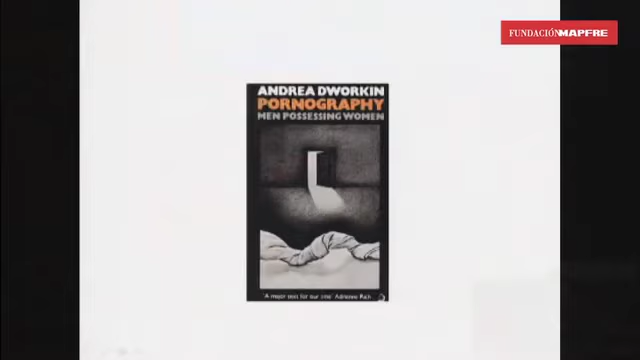 FUNDACIÓNMAPFRE
ANDREA DWORKIN
PORNOGRAPHY
MEN POSSESSING WOMEN
'A major text for our time' Adrienne Rich